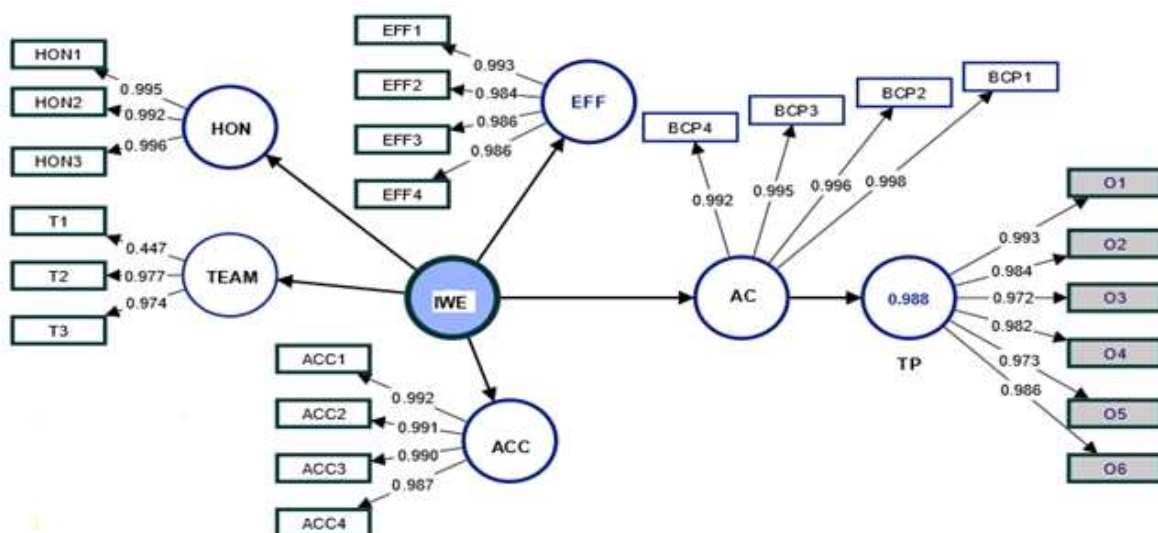 HON1
HON2
HON3
0.995
0.992
0.996
HON
T1
T2
T3
0.447
0.977
0.974
TEAM
EFF1
EFF2
EFF3
EFF4
0.993
0.984
0.986
0.986
EFF
IWE
ACC1
ACC2
ACC3
ACC4
0.992
0.991
0.990
0.987
ACC
BCP4
BCP3
BCP2
BCP1
0.992
0.995
0.996
0.998
AC
0.988
TP
0.993
0.984
0.972
0.982
0.973
0.986
O1
O2
O3
O4
O5
O6